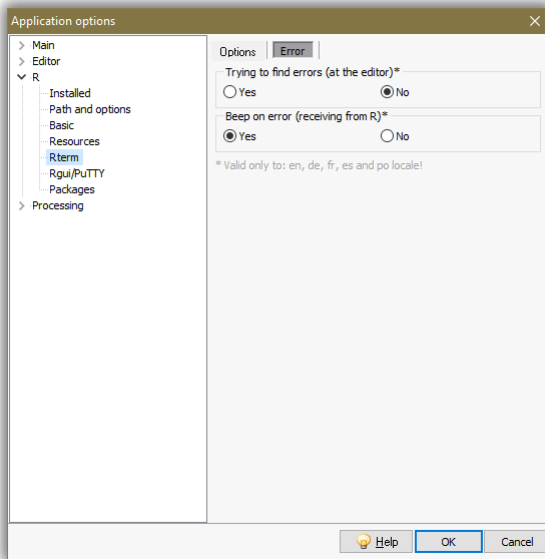 Application options
Main
Editor
R
Installed
Path and options
Basic
Resources
Rterm
Rgui/PuTTY
Packages
Processing
Options Error
Trying to find errors (at the editor)*
Yes No
Beep on error (receiving from R)*
Yes No
* Valid only to: en, de, fr, es and po locale!
Help OK Cancel